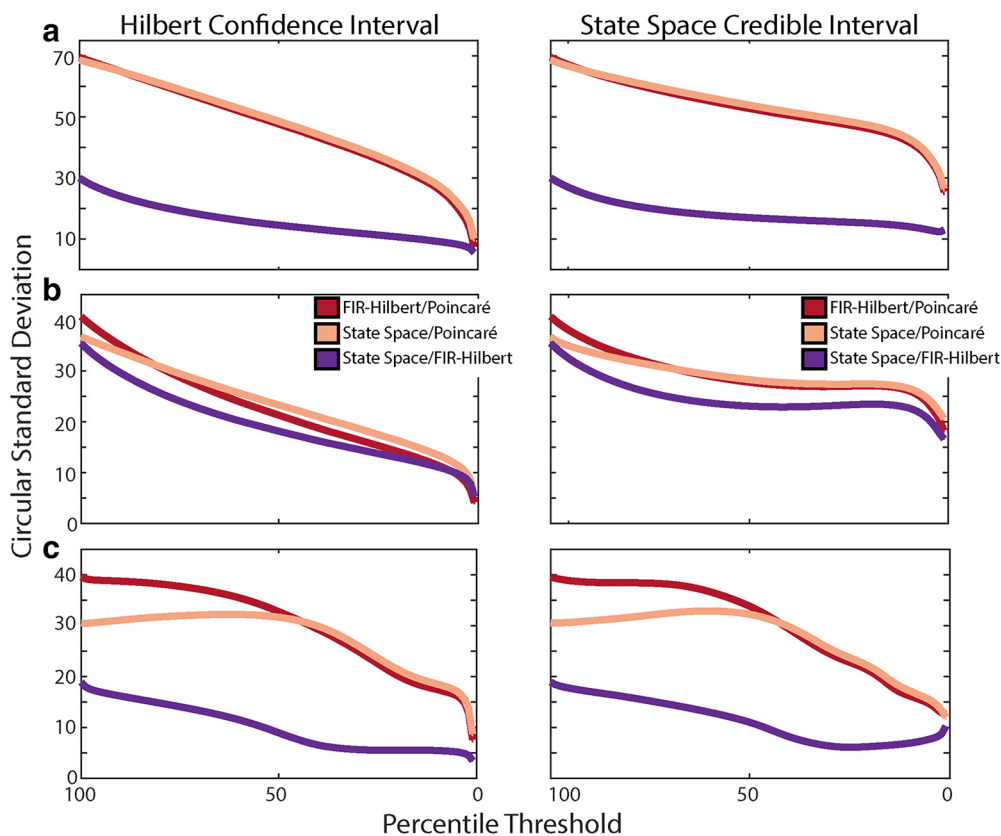 Hilbert Confidence Interval
State Space Credible Interval
a
70
50
30
10
Circular Standard Deviation
b
40
30
20
10
0
FIR-Hilbert/Poincaré
State Space/Poincaré
State Space/FIR-Hilbert
FIR-Hilbert/Poincaré
State Space/Poincaré
State Space/FIR-Hilbert
c
40
30
20
10
0
100 50 0
100 50 0
Percentile Threshold